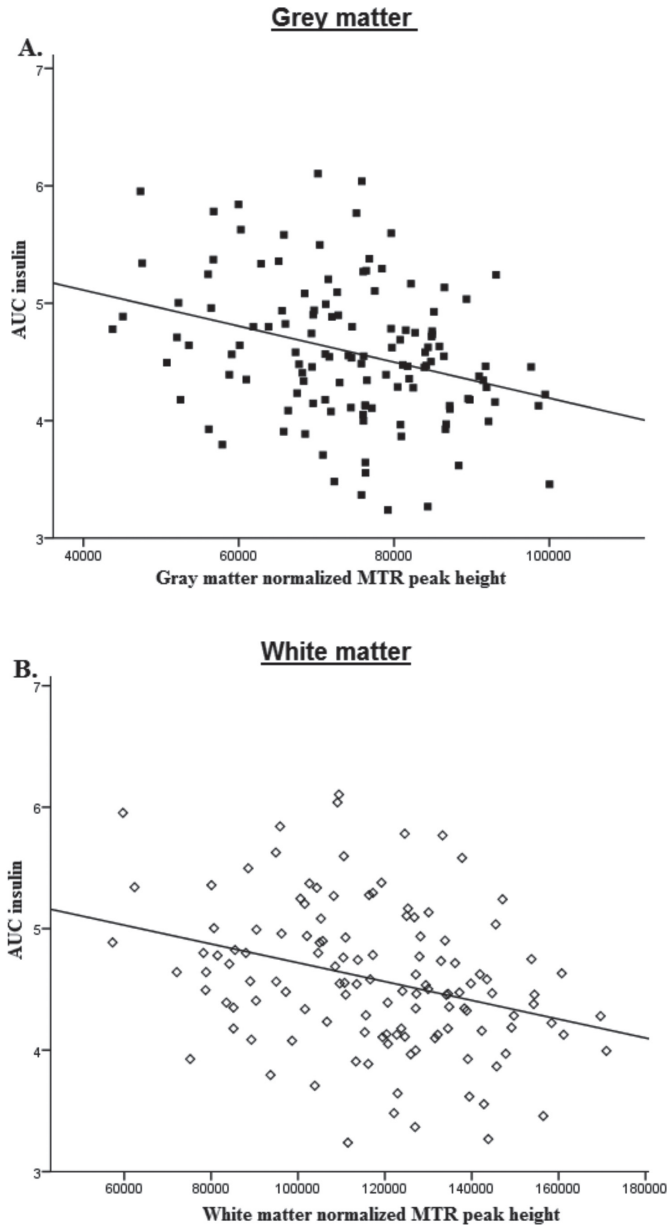 Grey matter
A.
7
6
5
4
3
AUC insulin
40000 60000 80000 100000
Gray matter normalized MTR peak height
White matter
B.
7
6
5
4
3
AUC insulin
60000 80000 100000 120000 140000 160000 180000
White matter normalized MTR peak height